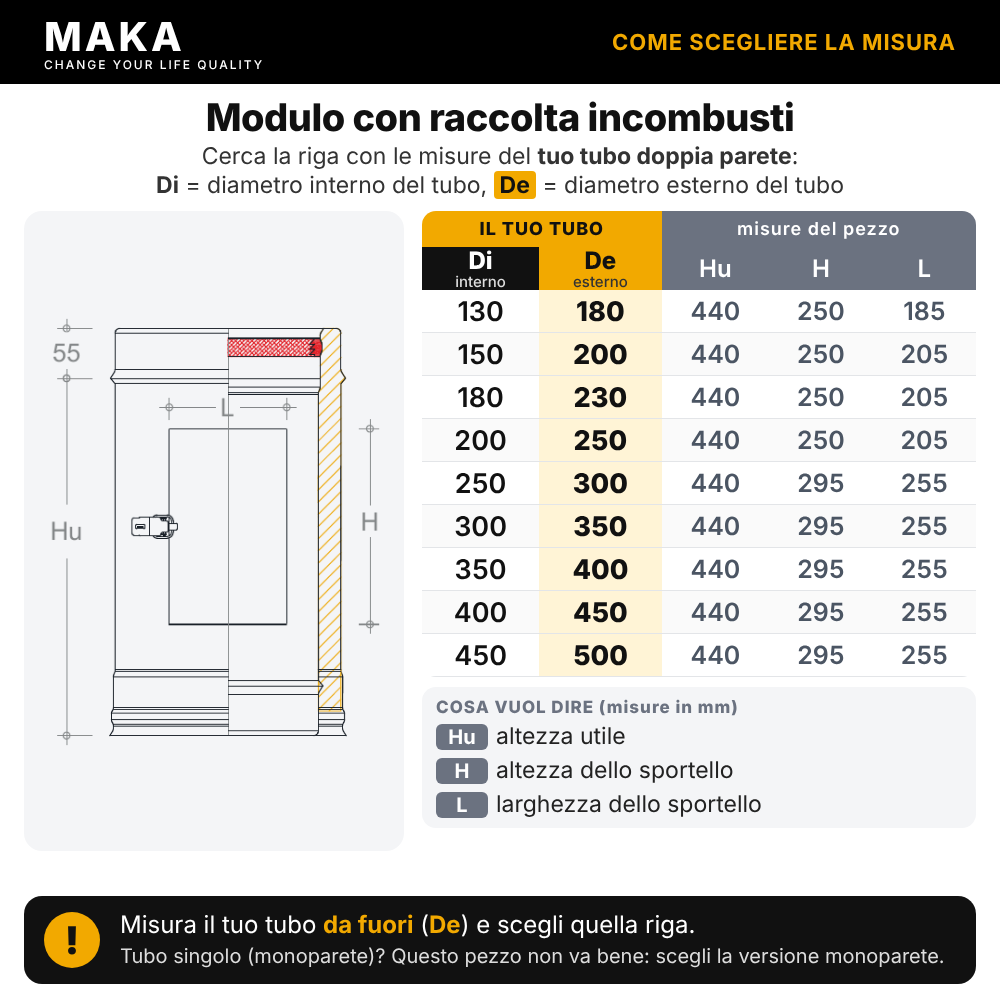 MAKA
CHANGE YOUR LIFE QUALITY
COME SCEGLIERE LA MISURA
Modulo con raccolta incombusti
Cerca la riga con le misure del tuo tubo doppia parete:
Di = diametro interno del tubo, De = diametro esterno del tubo
55
L
Hu
H
IL TUO TUBO misure del pezzo
Di De Hu H L
interno esterno
130 180 440 250 185
150 200 440 250 205
180 230 440 250 205
200 250 440 250 205
250 300 440 295 255
300 350 440 295 255
350 400 440 295 255
400 450 440 295 255
450 500 440 295 255
COSA VUOL DIRE (misure in mm)
Hu altezza utile
H altezza dello sportello
L larghezza dello sportello
! Misura il tuo tubo da fuori (De) e scegli quella riga.
Tubo singolo (monoparete)? Questo pezzo non va bene: scegli la versione monoparete.